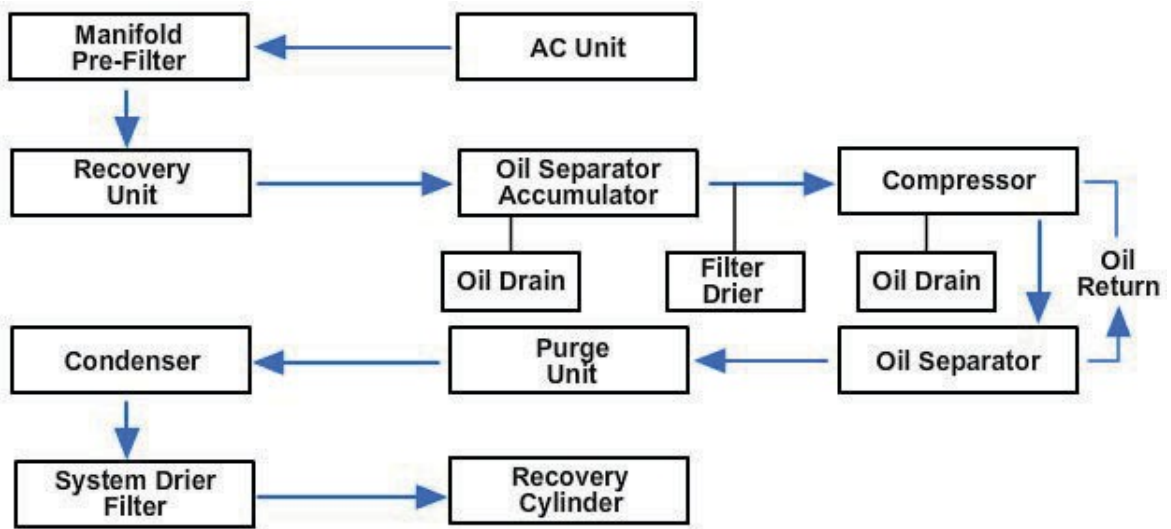 Manifold
Pre-Filter
AC Unit
Recovery
Unit
Oil Separator
Accumulator
Compressor
Oil Drain
Filter
Drier
Oil Drain
Oil
Return
Condenser
Purge
Unit
Oil Separator
System Drier
Filter
Recovery
Cylinder